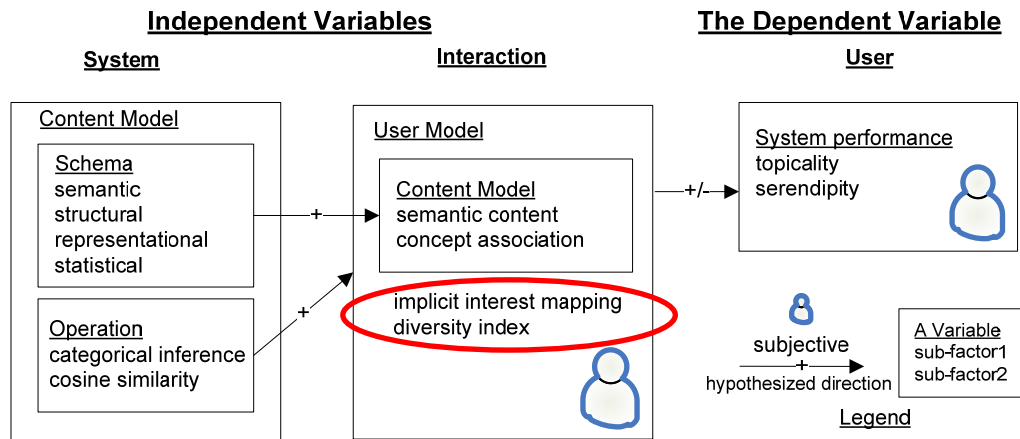 Independent Variables
The Dependent Variable
System
Interaction
User
Content Model
Schema
semantic
structural
representational
statistical
Operation
categorical inference
cosine similarity
+
+
User Model
Content Model
semantic content
concept association
implicit interest mapping
diversity index
+/-
System performance
topicality
serendipity
subjective
+
hypothesized direction
A Variable
sub-factor1
sub-factor2
Legend